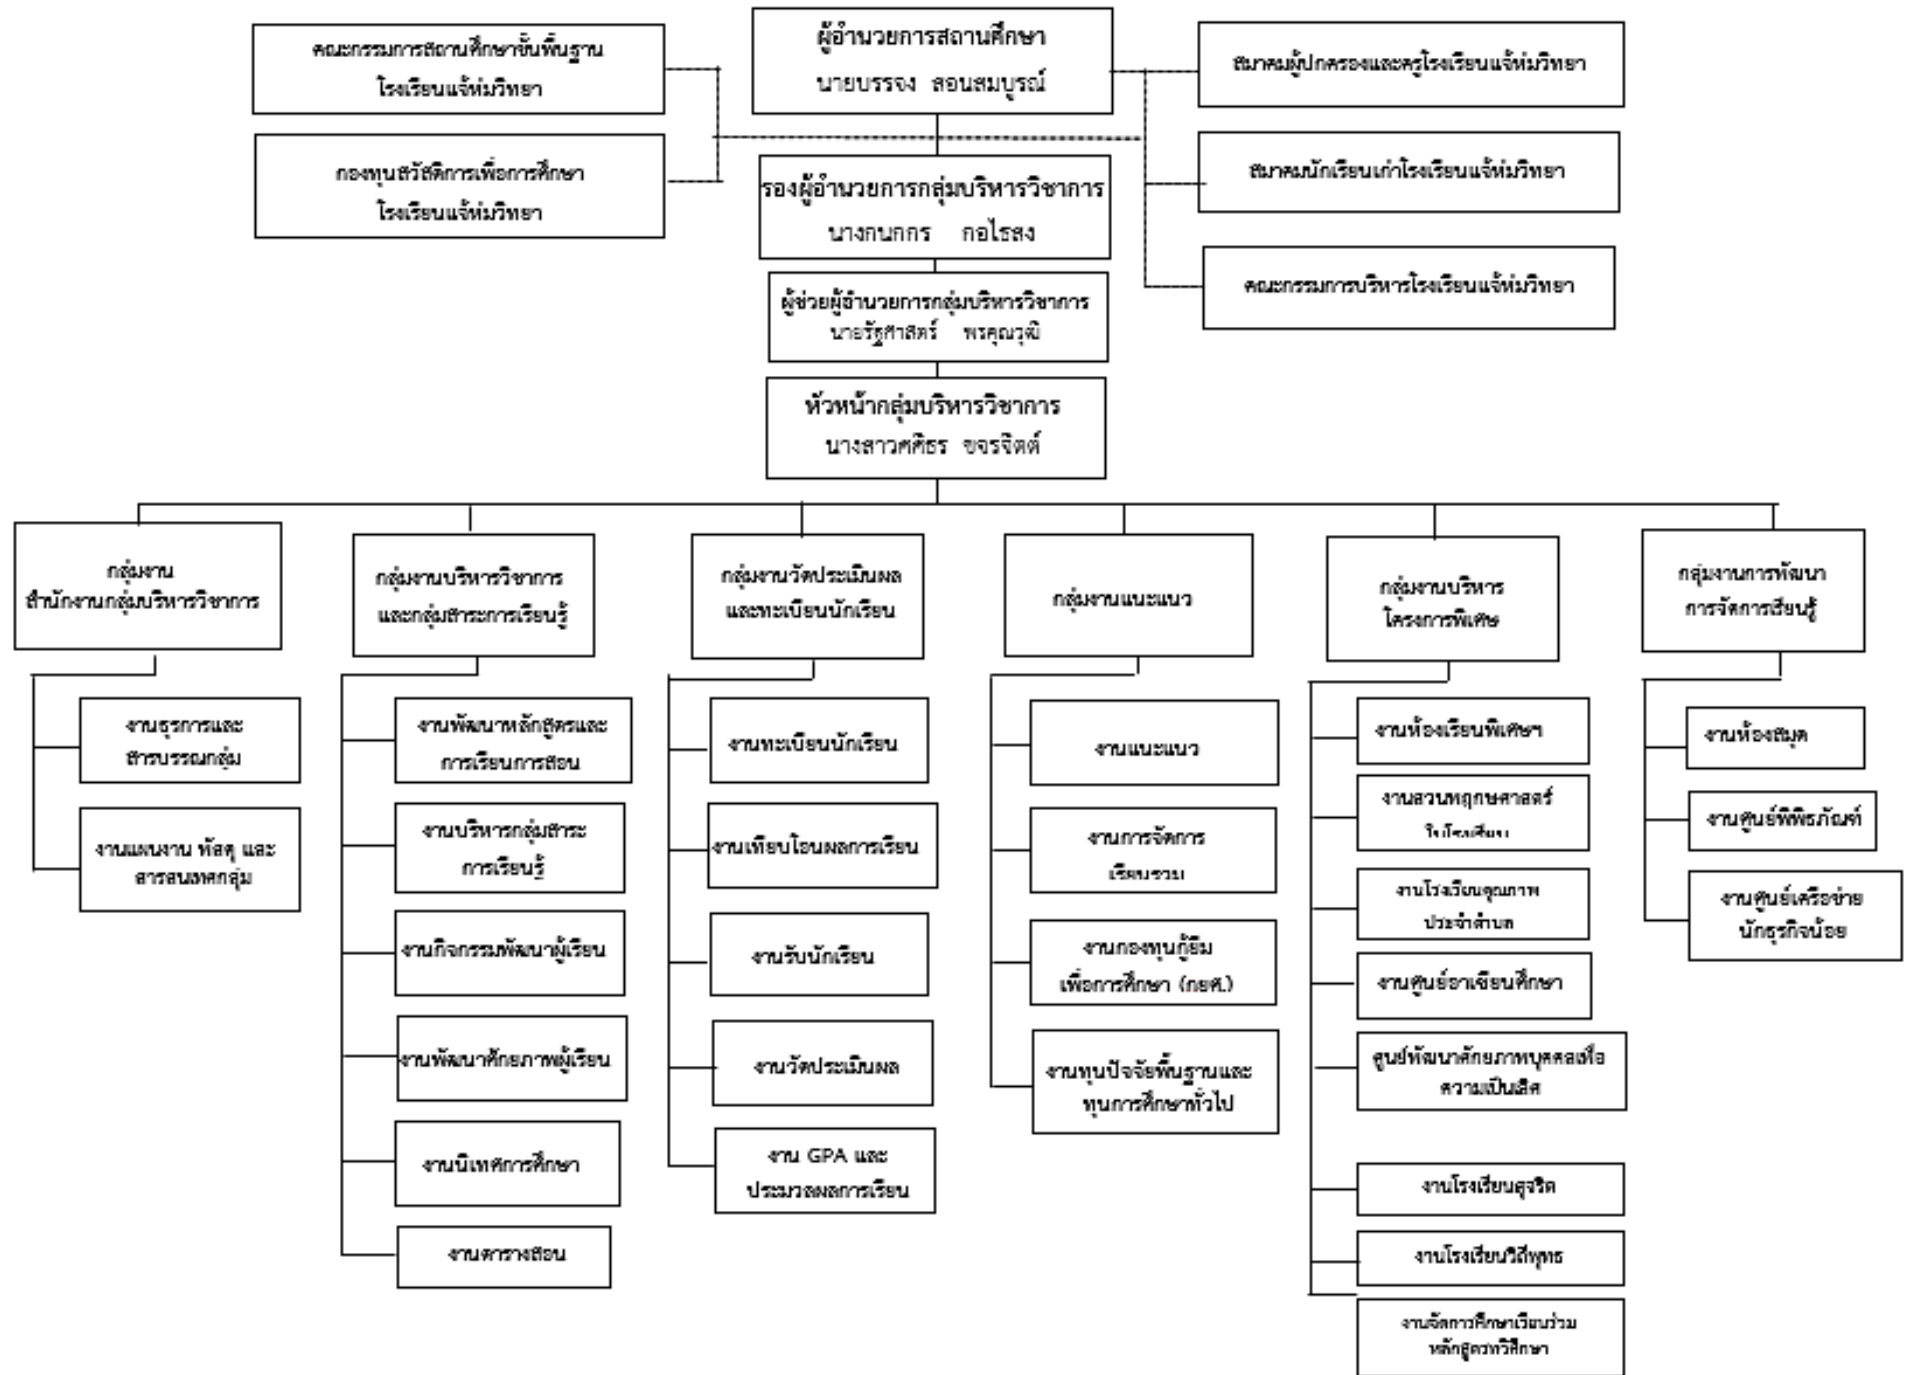 ผู้อำนวยการสถานศึกษา
นายบรรจง สอนสมบูรณ์
คณะกรรมการสถานศึกษาขั้นพื้นฐาน
โรงเรียนแจ้ห่มวิทยา
กองทุนสวัสดิการเพื่อการศึกษา
โรงเรียนแจ้ห่มวิทยา
สมาคมผู้ปกครองและครูโรงเรียนแจ้ห่มวิทยา
สมาคมนักเรียนเก่าโรงเรียนแจ้ห่มวิทยา
คณะกรรมการบริหารโรงเรียนแจ้ห่มวิทยา
รองผู้อำนวยการกลุ่มบริหารวิชาการ
นางกนกกร กอไธสง
ผู้ช่วยผู้อำนวยการกลุ่มบริหารวิชาการ
นายรัฐศาสตร์ พรคุณวุฒิ
หัวหน้ากลุ่มบริหารวิชาการ
นางสาวศศิธร ขจรจิตต์
กลุ่มงาน
สำนักงานกลุ่มบริหารวิชาการ
งานธุรการและ
สารบรรณกลุ่ม
งานแผนงาน พัสดุ และ
สารสนเทศกลุ่ม
กลุ่มงานบริหารวิชาการ
และกลุ่มสาระการเรียนรู้
งานพัฒนาหลักสูตรและ
การเรียนการสอน
งานบริหารกลุ่มสาระ
การเรียนรู้
งานกิจกรรมพัฒนาผู้เรียน
งานพัฒนาศักยภาพผู้เรียน
งานนิเทศการศึกษา
งานตารางสอน
กลุ่มงานวัดประเมินผล
และทะเบียนนักเรียน
งานทะเบียนนักเรียน
งานเทียบโอนผลการเรียน
งานรับนักเรียน
งานวัดประเมินผล
งาน GPA และ
ประมวลผลการเรียน
กลุ่มงานแนะแนว
งานแนะแนว
งานการจัดการ
เรียนรวม
งานกองทุนกู้ยืม
เพื่อการศึกษา (กยศ.)
งานทุนปัจจัยพื้นฐานและ
ทุนการศึกษาทั่วไป
กลุ่มงานบริหาร
โครงการพิเศษ
งานห้องเรียนพิเศษฯ
งานสวนพฤกษศาสตร์
ในโรงเรียน
งานโรงเรียนคุณภาพ
ประจำตำบล
งานศูนย์อาเซียนศึกษา
ศูนย์พัฒนาศักยภาพบุคคลเพื่อ
ความเป็นเลิศ
งานโรงเรียนสุจริต
งานโรงเรียนวิถีพุทธ
งานจัดการศึกษาเรียนร่วม
หลักสูตรทวิศึกษา
กลุ่มงานการพัฒนา
การจัดการเรียนรู้
งานห้องสมุด
งานศูนย์พิพิธภัณฑ์
งานศูนย์เครือข่าย
นักธุรกิจน้อย